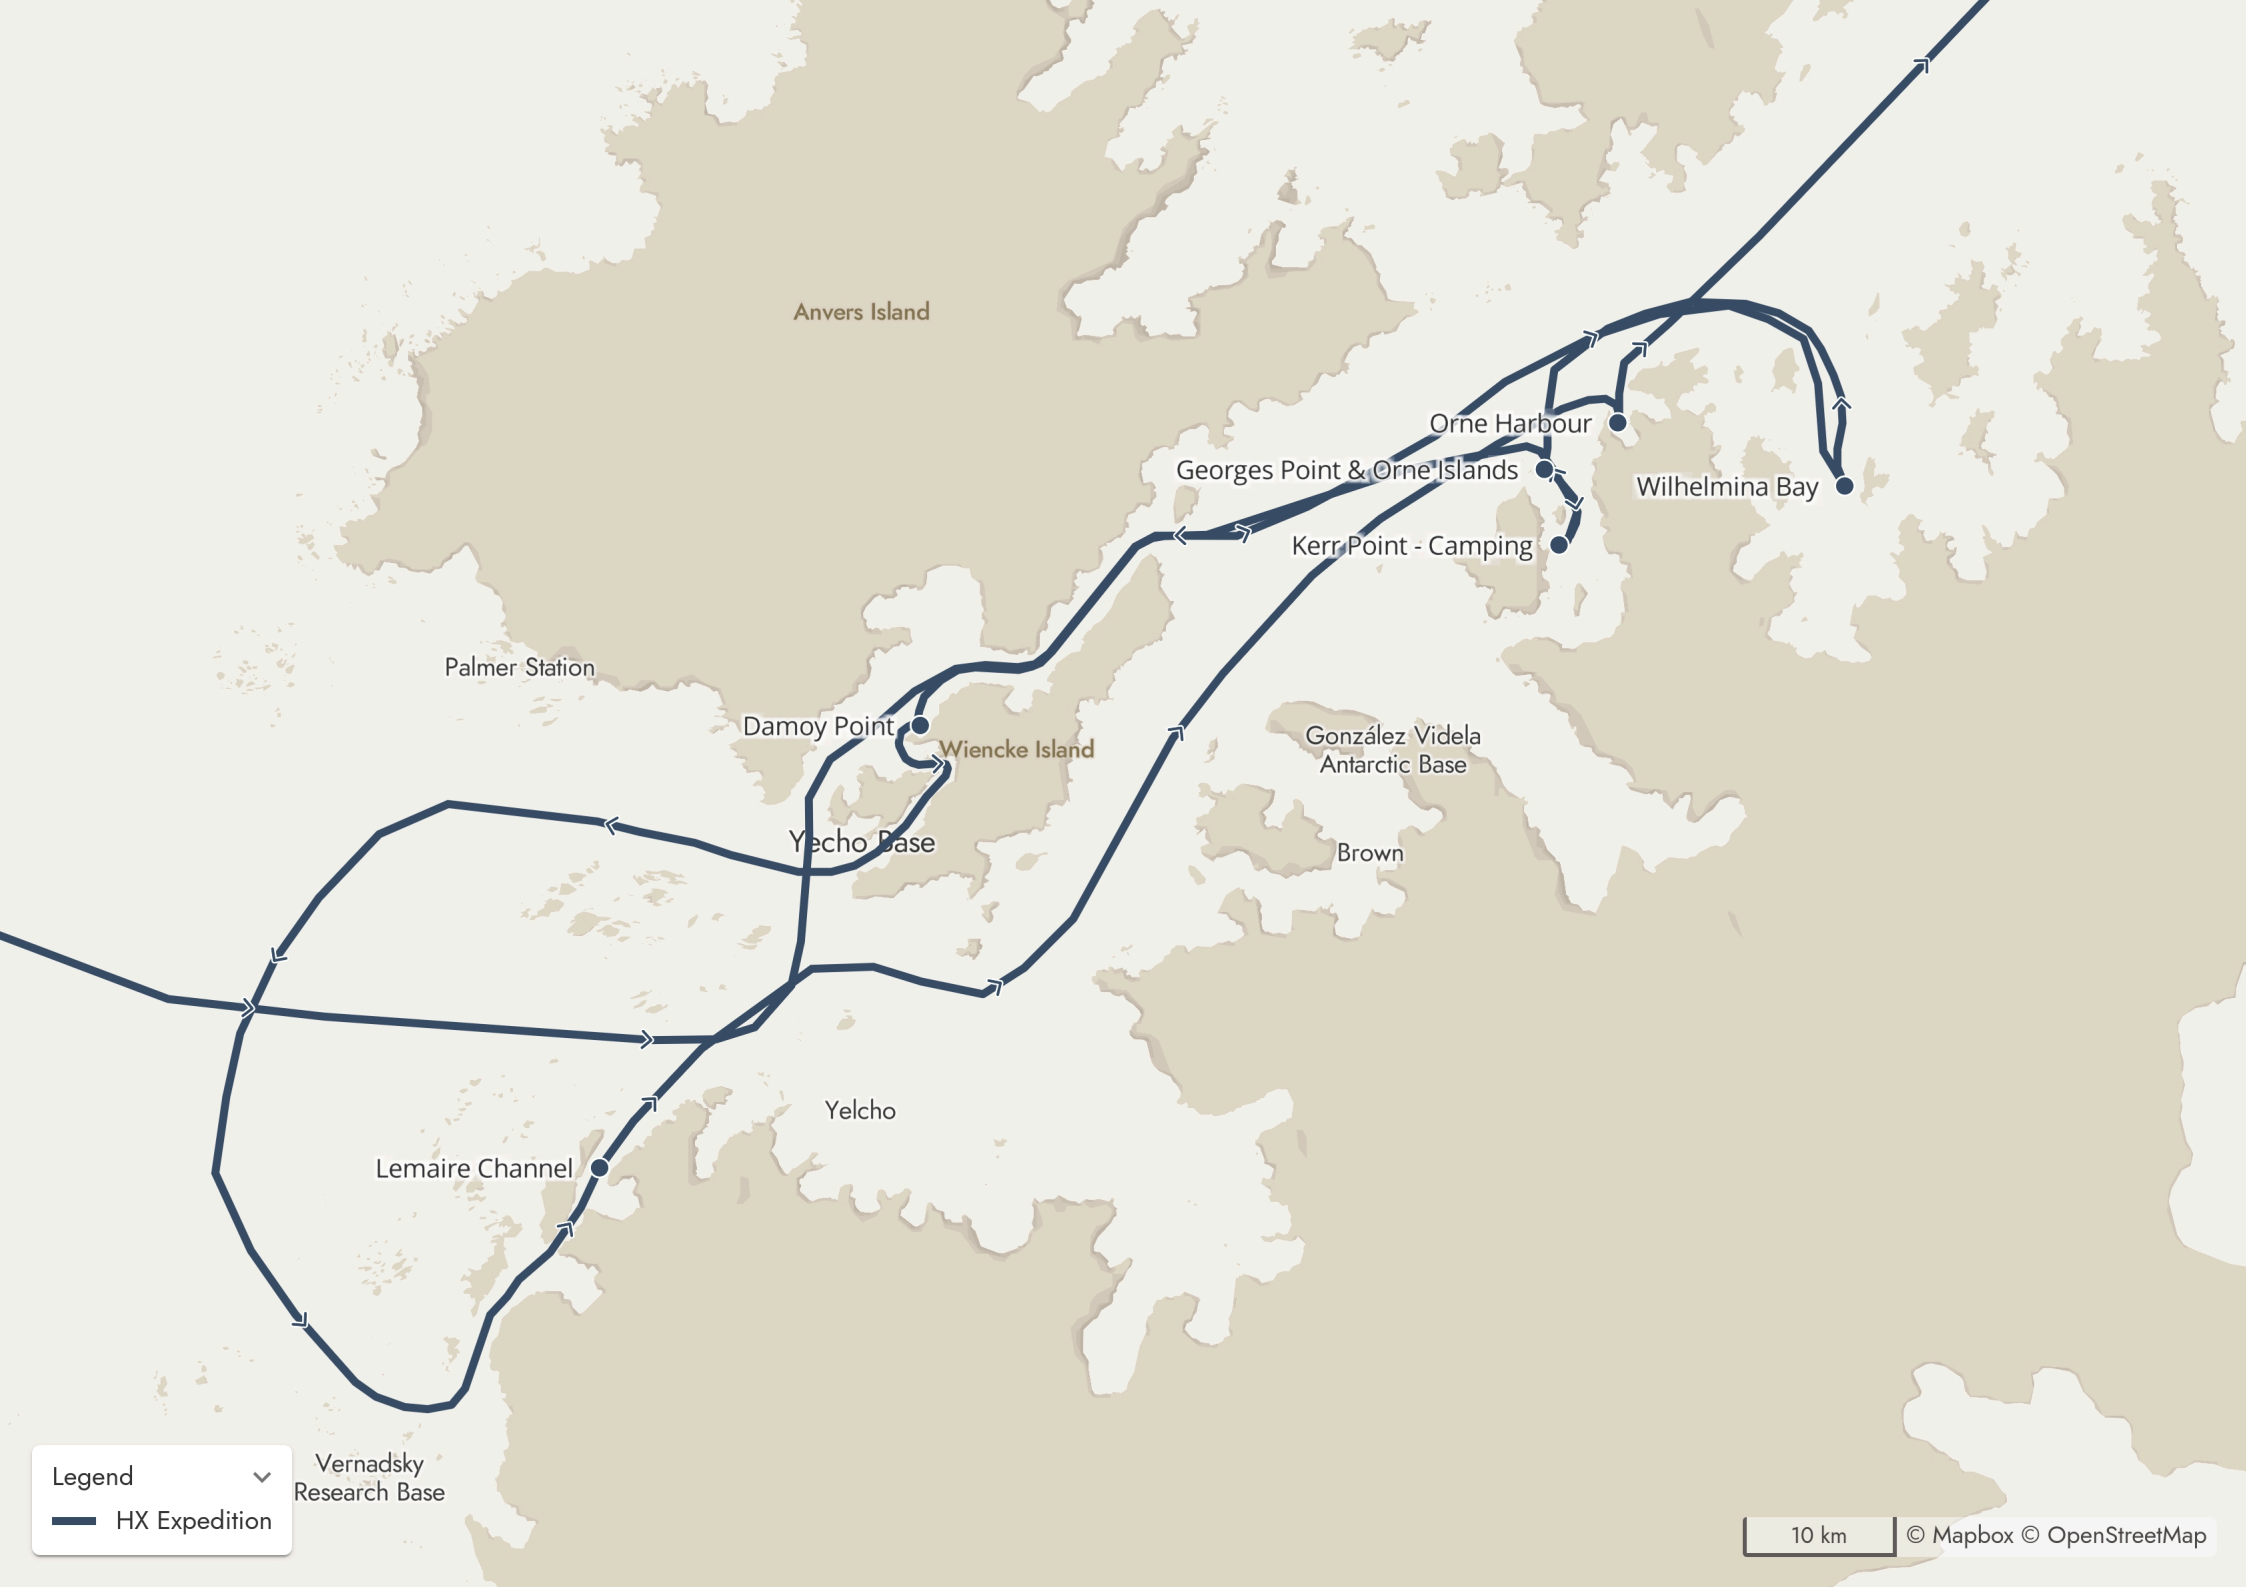 Anvers Island
Orne Harbour
Georges Point & Orne Islands
Wilhelmina Bay
Kerr Point - Camping
Palmer Station
Damoy Point
Wiencke Island
González Videla
Antarctic Base
Yecho Base
Brown
Yelcho
Lemaire Channel
Vernadsky
Research Base
Legend
HX Expedition
10 km
© Mapbox © OpenStreetMap